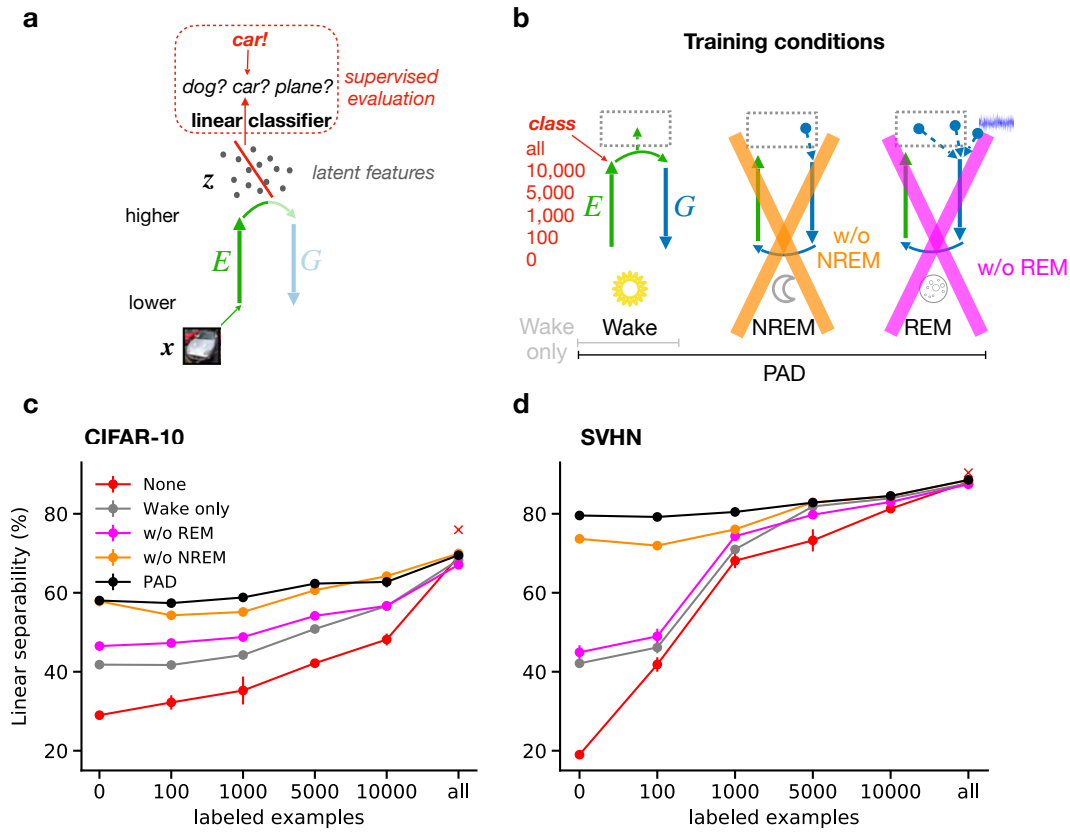 a
car!
dog? car? plane?
supervised
evaluation
linear classifier
z
latent features
higher
E
G
lower
x
b
Training conditions
class
all
10,000
5,000
1,000
100
0
E
G
w/o
NREM
w/o REM
Wake
only
Wake
NREM
REM
PAD
c
CIFAR-10
None
Wake only
w/o REM
w/o NREM
PAD
Linear separability (%)
80
60
40
20
0
100
1000
5000
10000
all
labeled examples
d
SVHN
80
60
40
20
0
100
1000
5000
10000
all
labeled examples